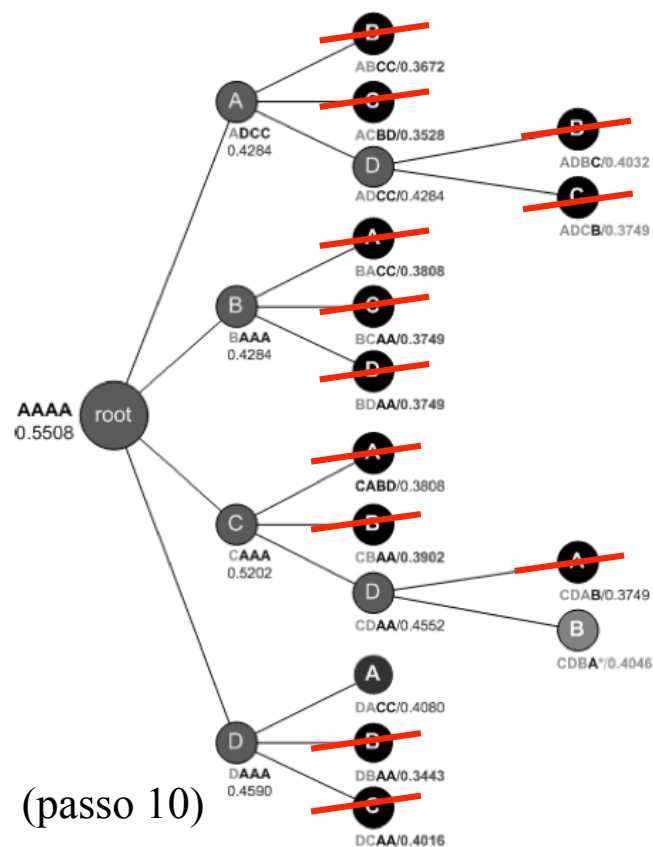 B
ABCC/0.3672
A
ADCC
0.4284
C
ACBD/0.3528
D
ADCC/0.4284
B
ADBC/0.4032
C
ADCB/0.3749
A
BACC/0.3808
B
BAAA
0.4284
C
BCAA/0.3749
D
BDAA/0.3749
AAAA
0.5508
root
A
CABD/0.3808
C
CAAA
0.5202
B
CBAA/0.3902
D
CDAA/0.4552
A
CDAB/0.3749
B
CDBA*/0.4046
A
DACC/0.4080
D
DAAA
0.4590
B
DBAA/0.3443
C
DCAA/0.4016
(passo 10)